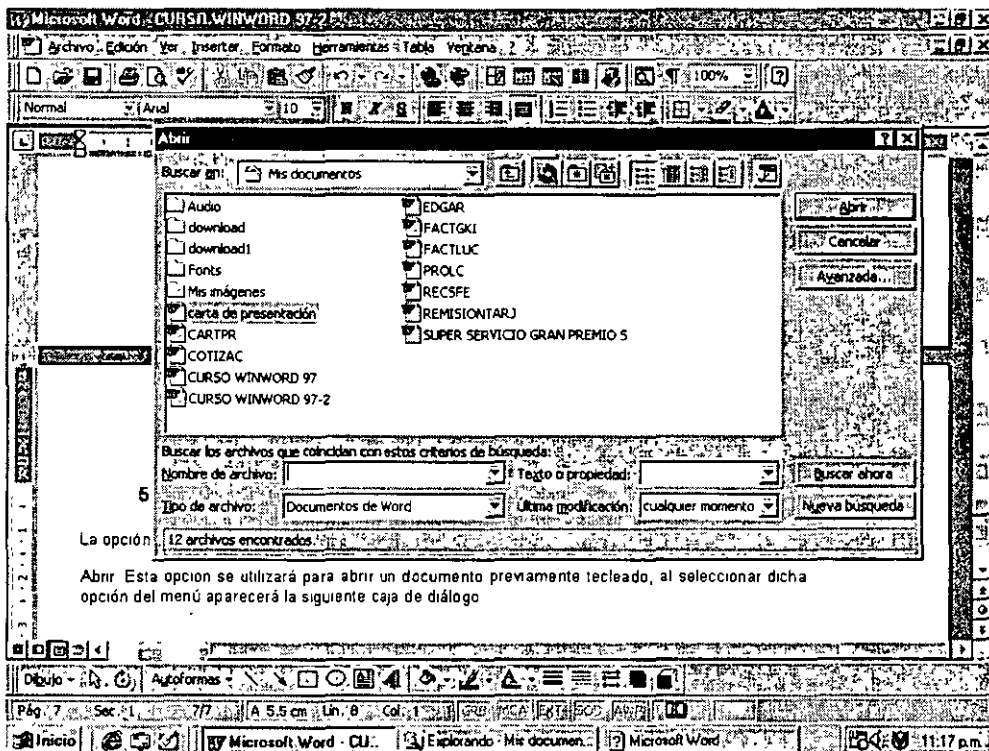 Microsoft Word - CURSO WINWORD 97-2
Archivo Edición Ver Insertar Formato Herramientas Tabla Ventana ?
100%
Normal Arial 10 N K S
Abrir
Buscar en: Mis documentos
Audio EDGAR
download FACTGKI
download1 FACTLUC
Fonts PROLC
Mis imágenes RECSFE
carta de presentación REMISIONTARJ
CARTPR SUPER SERVICIO GRAN PREMIO S
COTIZAC
CURSO WINWORD 97
CURSO WINWORD 97-2
Abrir
Cancelar
Avanzada...
Buscar los archivos que coincidan con estos criterios de búsqueda:
Nombre de archivo: Texto o propiedad: Buscar ahora
Tipo de archivo: Documentos de Word Última modificación: cualquier momento Nueva búsqueda
12 archivos encontrados.
5
La opción
Abrir Esta opcion se utilizará para abrir un documento previamente tecleado, al seleccionar dicha
opción del menú aparecerá la siguiente caja de diálogo
Dibujo Autoformas
Pág. 7 Sec. 1 7/7 A 5.5 cm Lín. 8 Col. 1 GRB MCA EXT SOB
Inicio Microsoft Word - CU... Explorando - Mis documen... Microsoft Word 11:17 p.m.